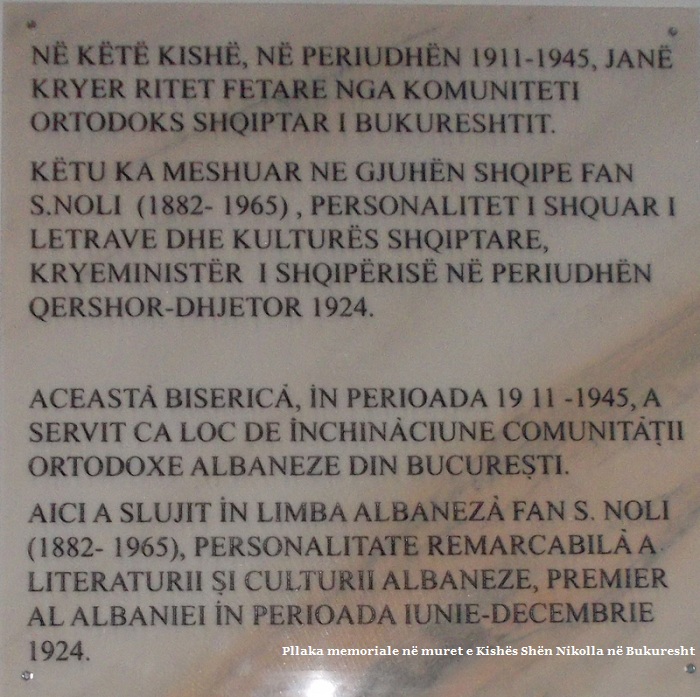 NË KËTË KISHË, NË PERIUDHËN 1911-1945, JANË
KRYER RITET FETARE NGA KOMUNITETI
ORTODOKS SHQIPTAR I BUKURESHTIT.
KËTU KA MESHUAR NE GJUHËN SHQIPE FAN
S.NOLI (1882- 1965) , PERSONALITET I SHQUAR I
LETRAVE DHE KULTURËS SHQIPTARE,
KRYEMINISTËR I SHQIPËRISË NË PERIUDHËN
QERSHOR-DHJETOR 1924.
ACEASTĂ BISERICĂ, ÎN PERIOADA 19 11 -1945, A
SERVIT CA LOC DE ÎNCHINĂCIUNE COMUNITĂȚII
ORTODOXE ALBANEZE DIN BUCUREȘTI.
AICI A SLUJIT ÎN LIMBA ALBANEZĂ FAN S. NOLI
(1882- 1965), PERSONALITATE REMARCABILĂ A
LITERATURII ȘI CULTURII ALBANEZE, PREMIER
AL ALBANIEI ÎN PERIOADA IUNIE-DECEMBRIE
1924.
Pllaka memoriale në muret e Kishës Shën Nikolla në Bukuresht